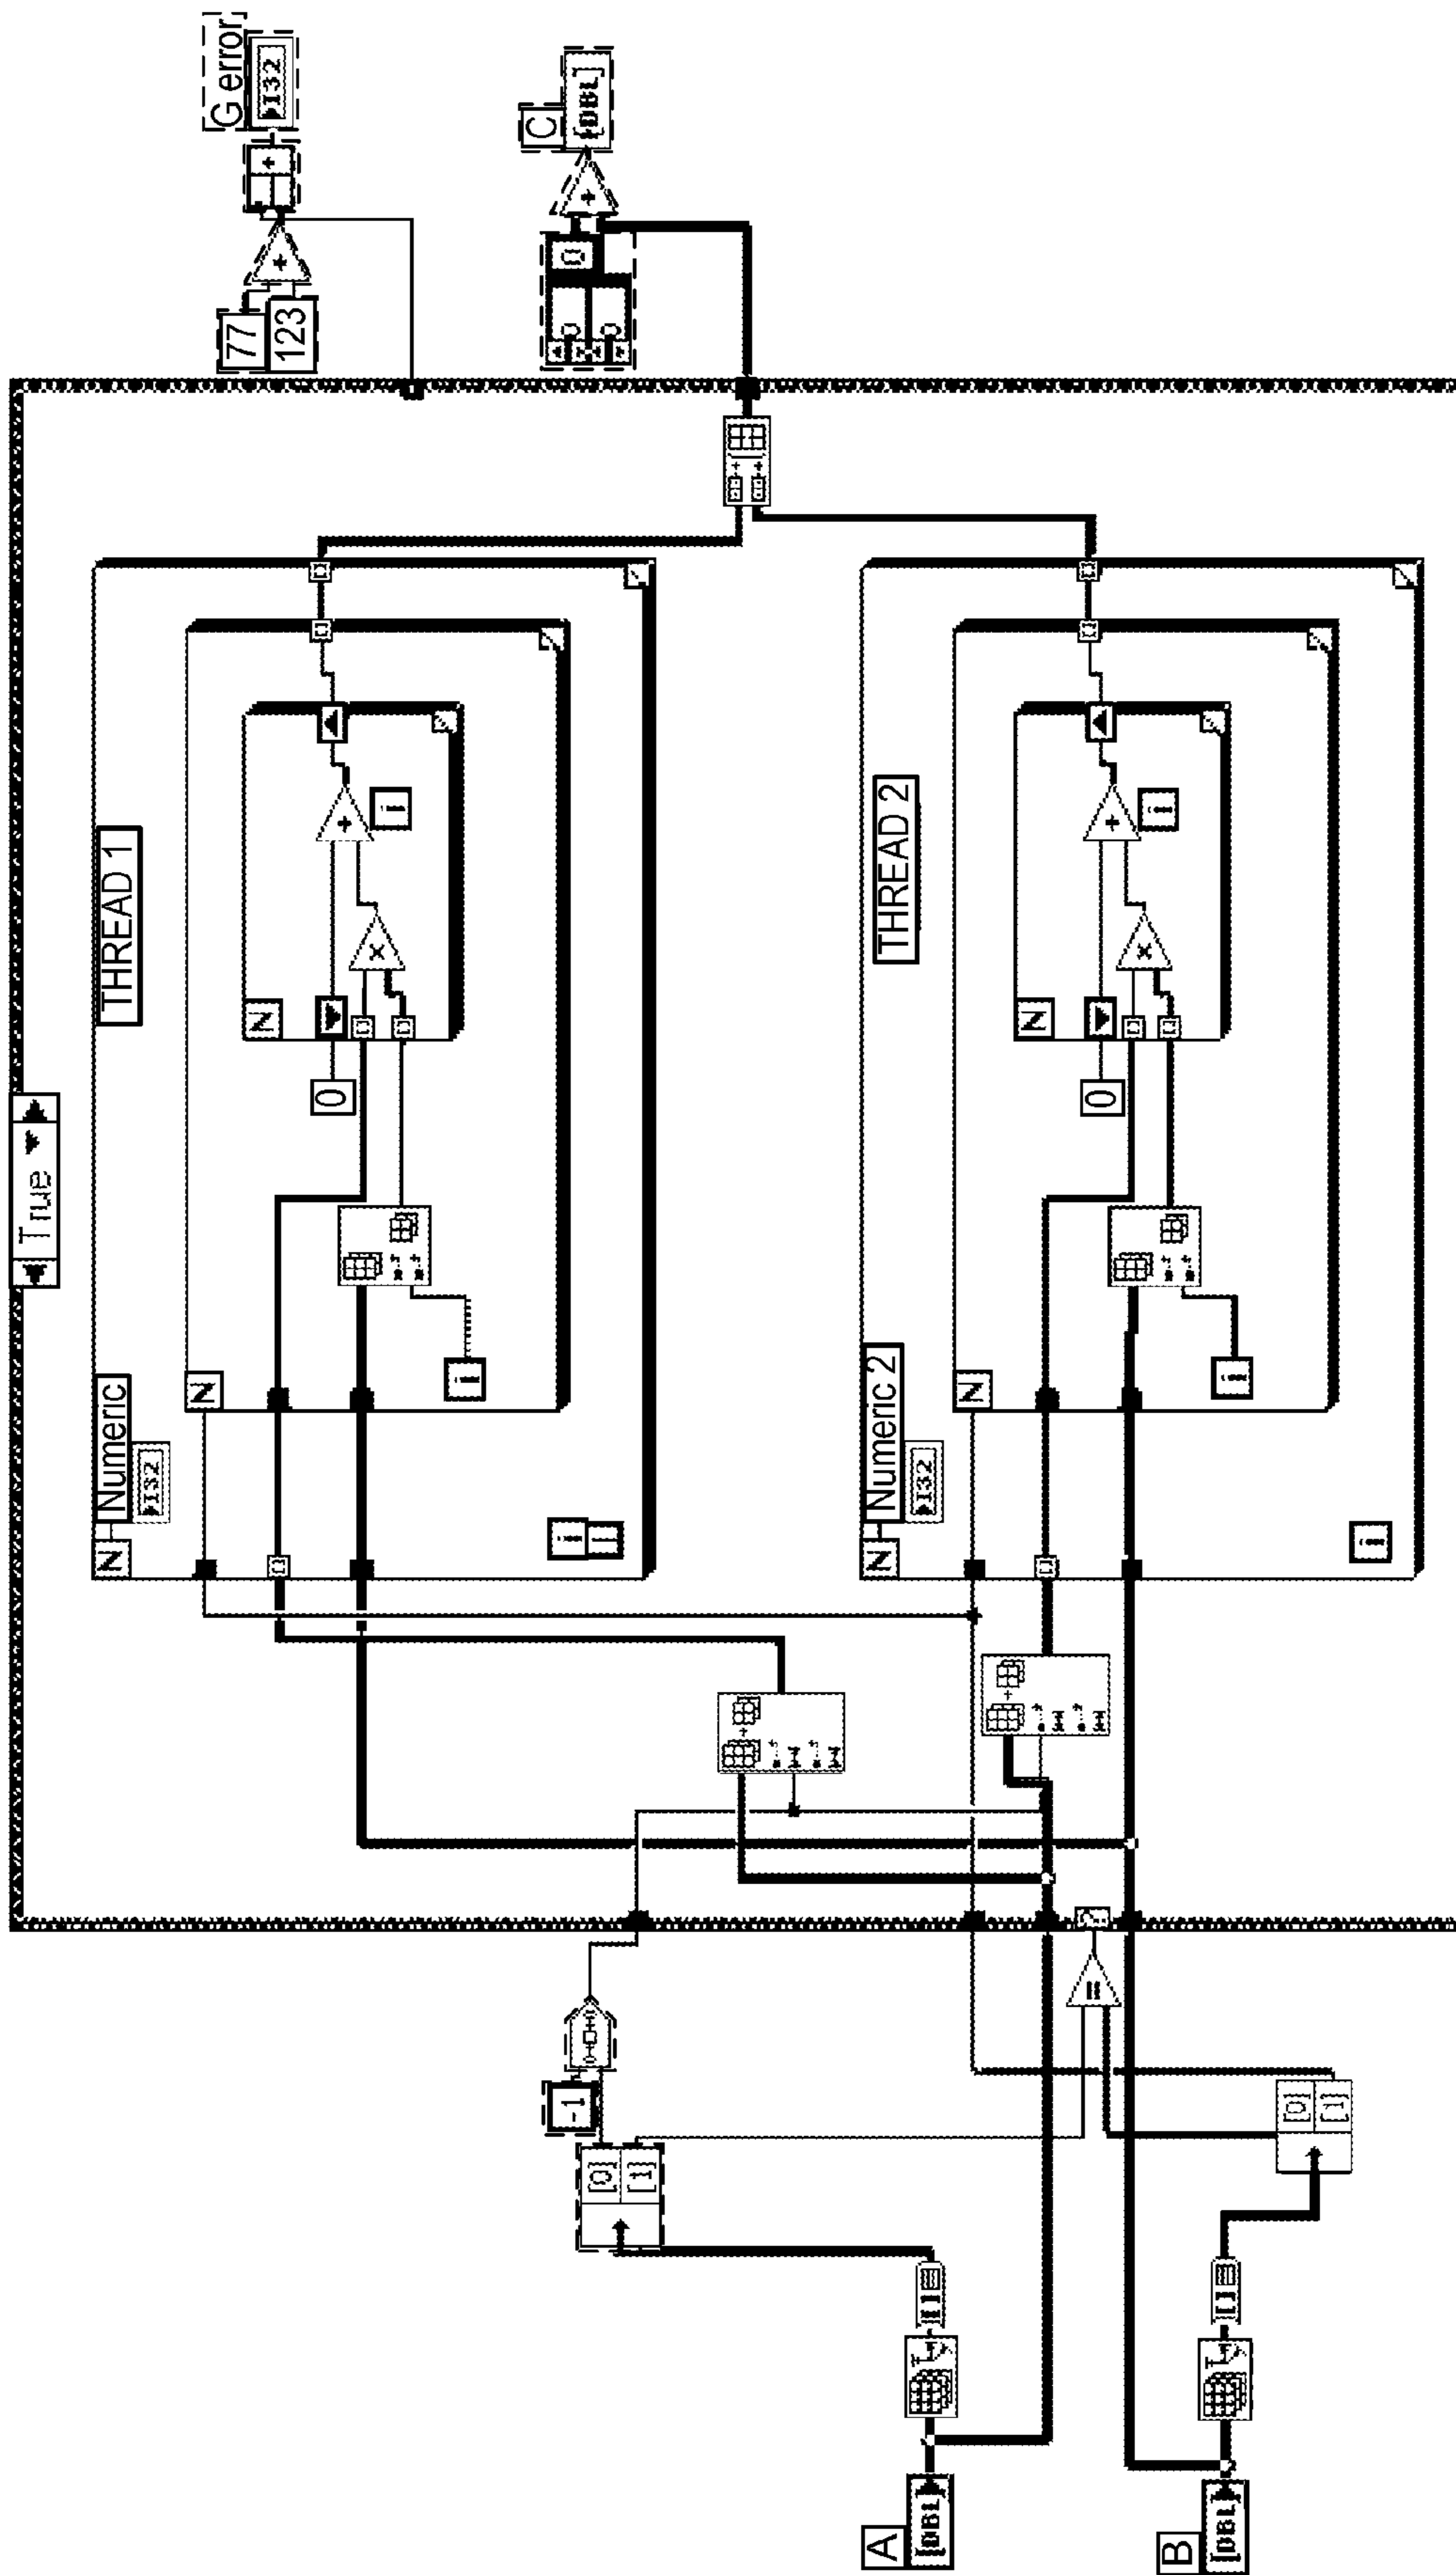 True
N Numeric THREAD 1
I32
N
G error
77
I32
N
123
0
C
-1
[DBL]
[0]
[1]
A
N Numeric 2 THREAD 2
[DBL]
I32
N
N
0
B
[DBL]
[0]
[1]